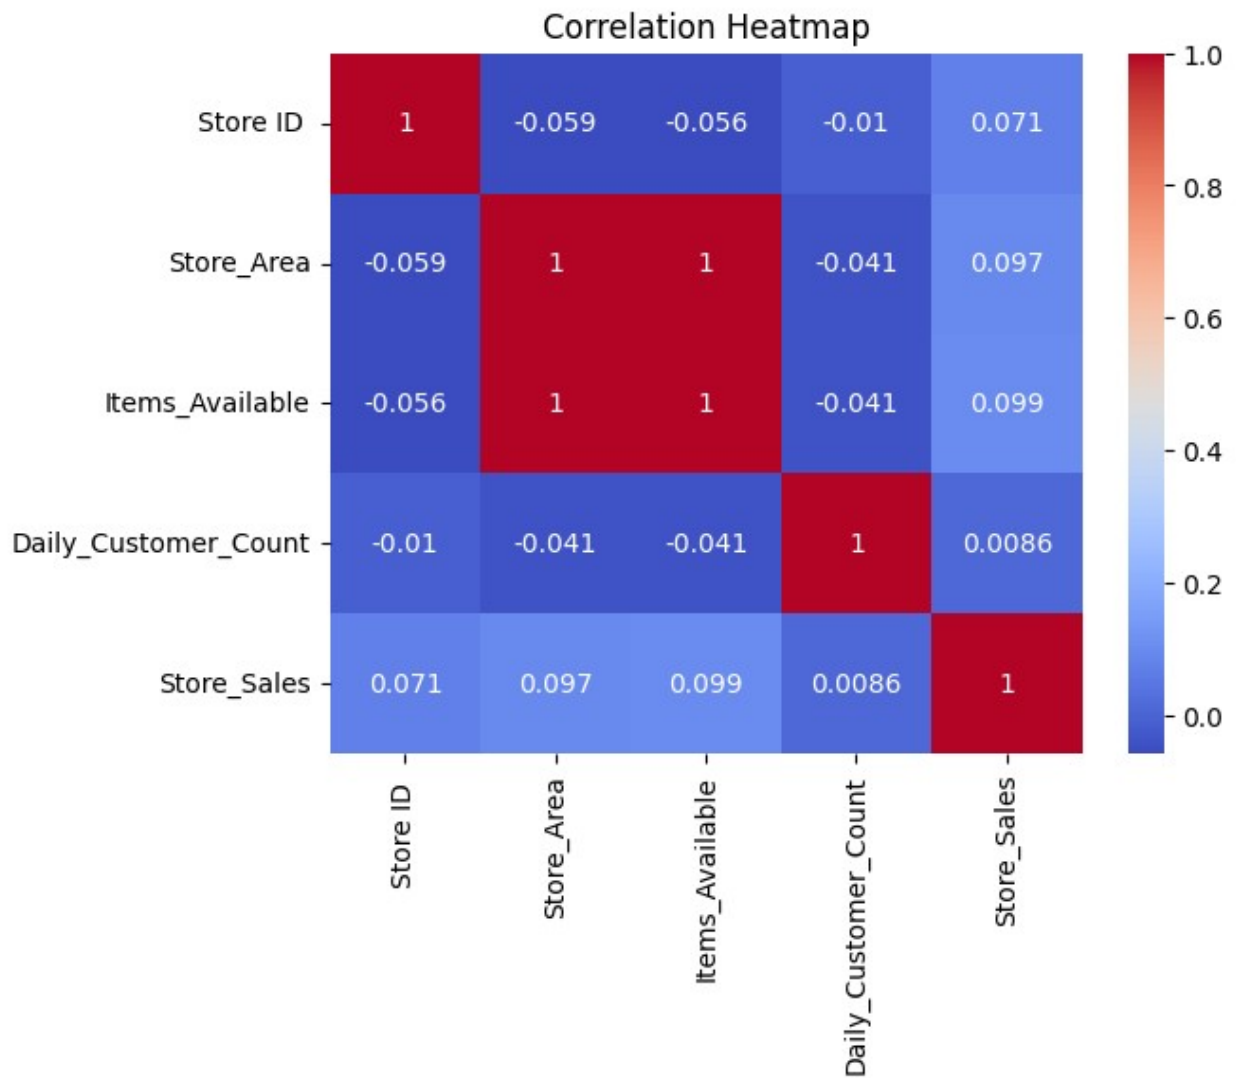 Correlation Heatmap
Store ID 1 -0.059 -0.056 -0.01 0.071
Store_Area -0.059 1 1 -0.041 0.097
Items_Available -0.056 1 1 -0.041 0.099
Daily_Customer_Count -0.01 -0.041 -0.041 1 0.0086
Store_Sales 0.071 0.097 0.099 0.0086 1
Store ID
Store_Area
Items_Available
Daily_Customer_Count
Store_Sales
1.0
0.8
0.6
0.4
0.2
0.0